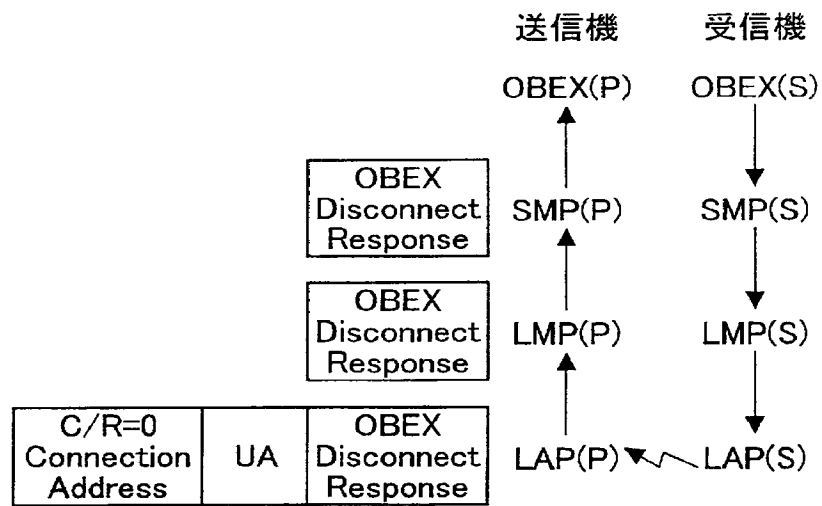 送信機 受信機
OBEX(P) OBEX(S)
OBEX
Disconnect
Response
SMP(P) SMP(S)
OBEX
Disconnect
Response
LMP(P) LMP(S)
C/R=0
Connection
Address
UA
OBEX
Disconnect
Response
LAP(P) LAP(S)